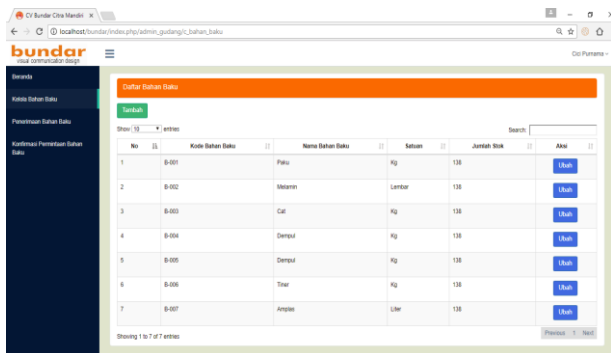 CV Bundar Citra Mandiri
localhost/bundar/index.php/admin_gudang/c_bahan_baku
bundar
visual communication design
Cici Purnama
Beranda
Kelola Bahan Baku
Penerimaan Bahan Baku
Konfirmasi Permintaan Bahan
Baku
Daftar Bahan Baku
Tambah
Show 10 entries
Search:
No Kode Bahan Baku Nama Bahan Baku Satuan Jumlah Stok Aksi
1 B-001 Paku Kg 138 Ubah
2 B-002 Melamin Lembar 138 Ubah
3 B-003 Cat Kg 138 Ubah
4 B-004 Dempul Kg 138 Ubah
5 B-005 Dempul Kg 138 Ubah
6 B-006 Tiner Kg 138 Ubah
7 B-007 Amplas Liter 138 Ubah
Showing 1 to 7 of 7 entries
Previous 1 Next